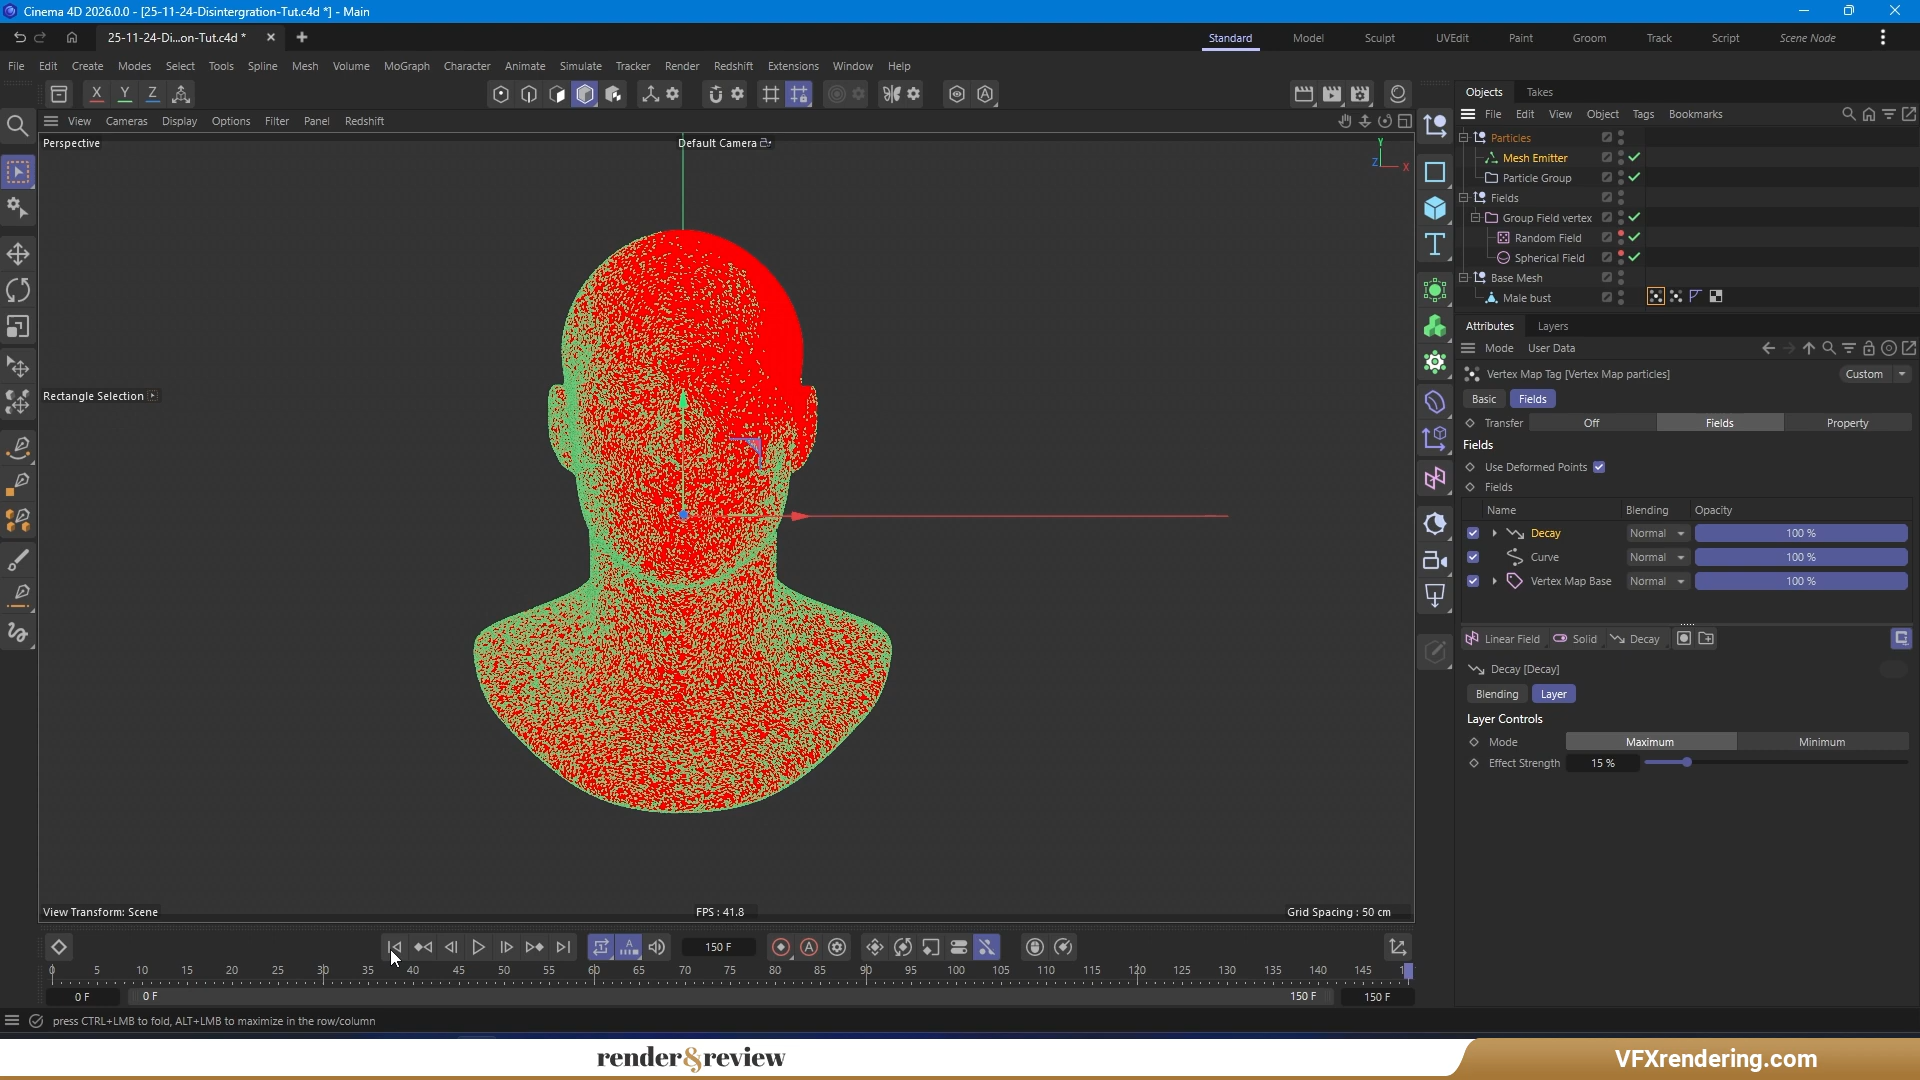 Cinema 4D 2026.0.0 - [25-11-24-Disintergration-Tut.c4d *] - Main
25-11-24-Di...on-Tut.c4d *
Standard Model Sculpt UVEdit Paint Groom Track Script Scene Node
File Edit Create Modes Select Tools Spline Mesh Volume MoGraph Character Animate Simulate Tracker Render Redshift Extensions Window Help
X Y Z
View Cameras Display Options Filter Panel Redshift
Perspective
Default Camera
Y
Z
X
Rectangle Selection
View Transform: Scene
FPS : 41.8
Grid Spacing : 50 cm
Objects Takes
File Edit View Object Tags Bookmarks
Particles
Mesh Emitter
Particle Group
Fields
Group Field vertex
Random Field
Spherical Field
Base Mesh
Male bust
Attributes Layers
Mode User Data
Vertex Map Tag [Vertex Map particles]
Custom
Basic Fields
Transfer Off Fields Property
Fields
Use Deformed Points
Fields
Name Blending Opacity
Decay Normal 100 %
Curve Normal 100 %
Vertex Map Base Normal 100 %
Linear Field Solid Decay
Decay [Decay]
Blending Layer
Layer Controls
Mode Maximum Minimum
Effect Strength 15 %
150 F
0 5 10 15 20 25 30 35 40 45 50 55 60 65 70 75 80 85 90 95 100 105 110 115 120 125 130 135 140 145
0 F 0 F 150 F 150 F
press CTRL+LMB to fold, ALT+LMB to maximize in the row/column
render&review
VFXrendering.com